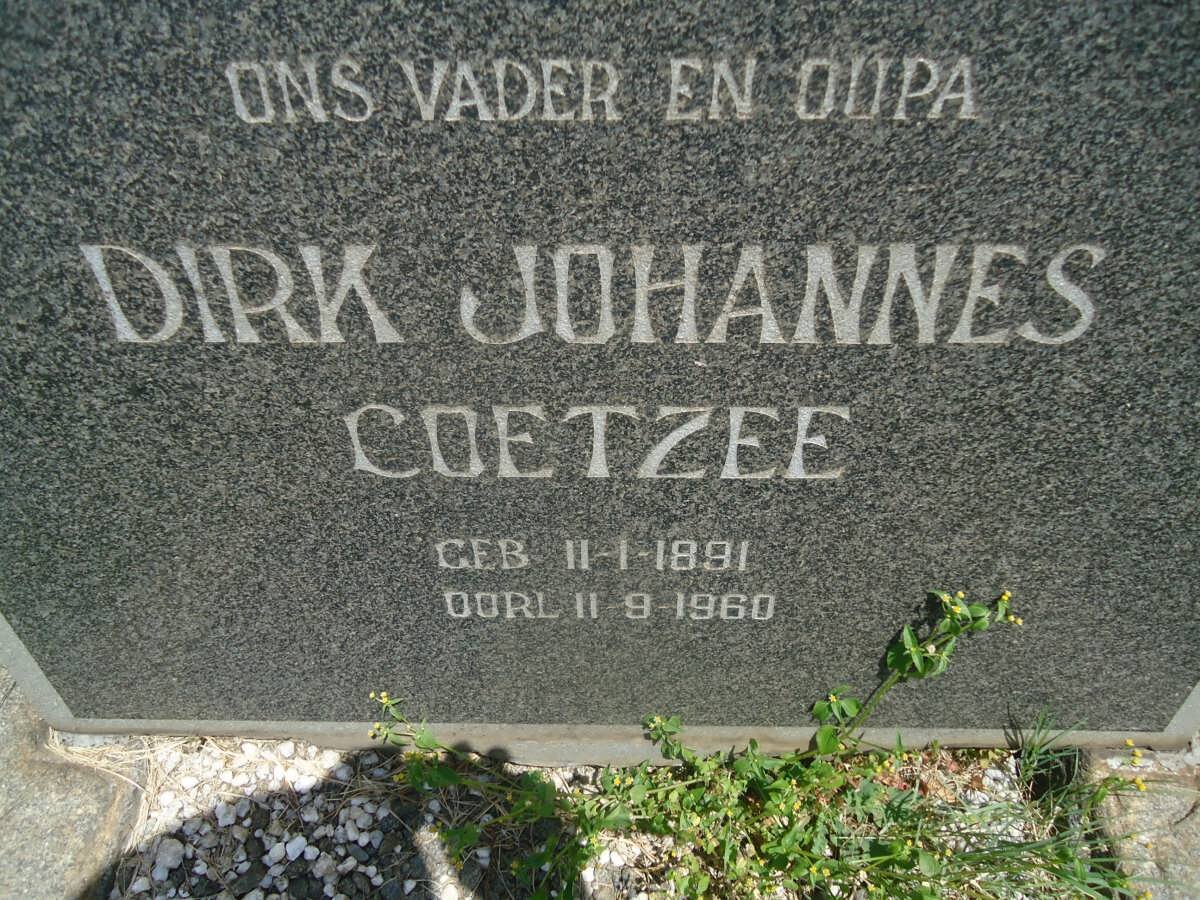 ONS VADER EN OUPA
DIRK JOHANNES
COETZEE
GEB 11-1-1891
OORL 11-9-1960